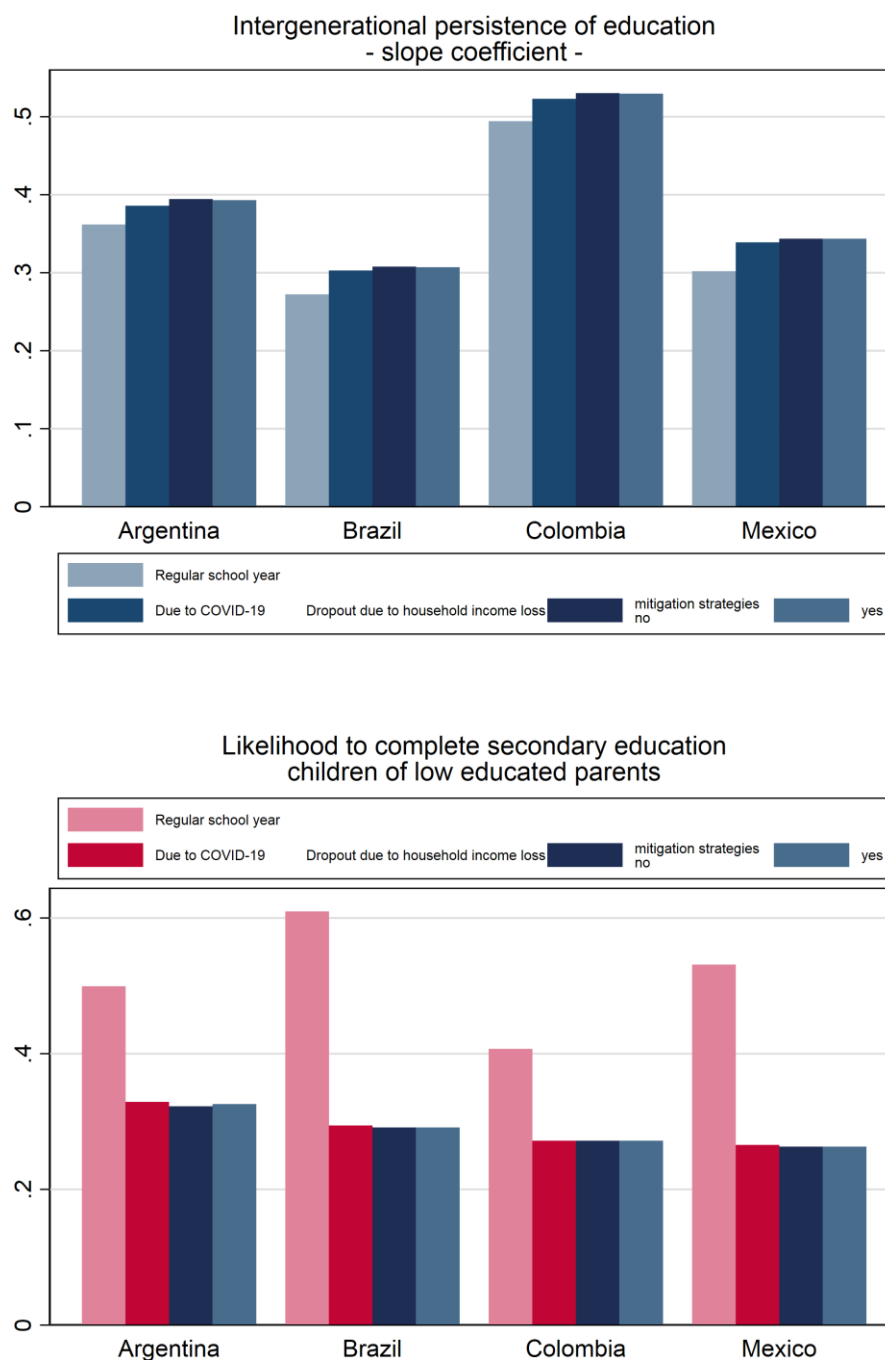 Intergenerational persistence of education
- slope coefficient -
.5
.4
.3
.2
.1
0
Argentina Brazil Colombia Mexico
Regular school year
Due to COVID-19 Dropout due to household income loss mitigation strategies
no yes
Likelihood to complete secondary education
children of low educated parents
Regular school year
Due to COVID-19 Dropout due to household income loss mitigation strategies
no yes
.6
.4
.2
0
Argentina Brazil Colombia Mexico